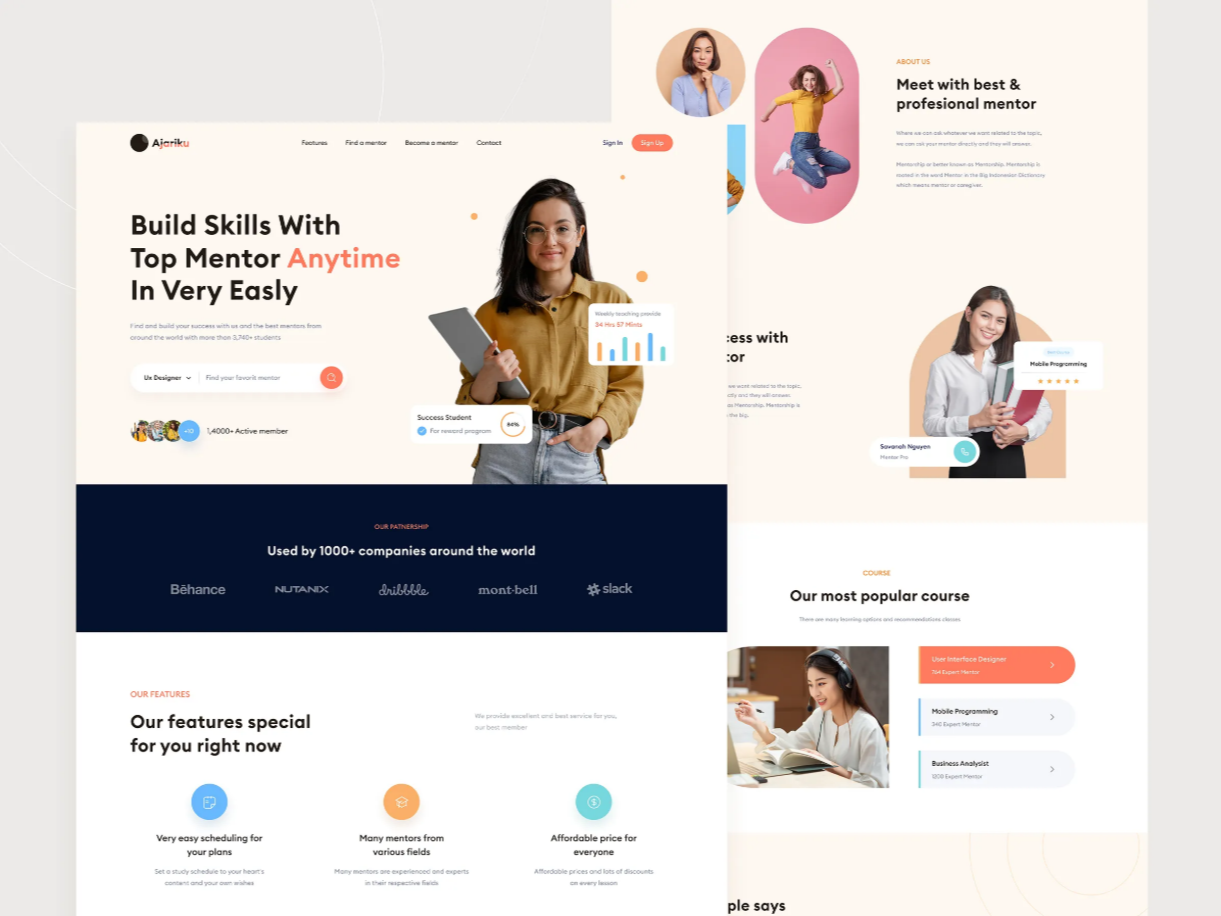 Ajariku
Features
Find a mentor
Become a mentor
Contact
Sign In
Sign Up
Build Skills With
Top Mentor Anytime
In Very Easly
Find and build your success with us and the best mentors from
around the world with more than 3,740+ students
Ux Designer
Find your favorit mentor
+10
1,4000+ Active member
Weekly teaching provide
94 Hrs 57 Mints
Success Student
For reward program
94%
OUR PATNERSHIP
Used by 1000+ companies around the world
Bēhance
NUTANIX
dribbble
mont-bell
slack
OUR FEATURES
Our features special
for you right now
We provide excellent and best service for you,
our best member
Very easy scheduling for
your plans
Set a study schedule to your heart's
content and your own wishes
Many mentors from
various fields
Many mentors are experienced and experts
in their respective fields
Affordable price for
everyone
Affordable prices and lots of discounts
on every lesson
ABOUT US
Meet with best &
profesional mentor
Where we can ask whatever we want related to the topic,
we can ask your mentor directly and they will answer.
Mentorship or better known as Mentorship. Mentorship is
rooted in the word Mentor in the Big Indonesian Dictionary
which means mentor or caregiver.
cess with
tor
we want related to the topic,
ctly and they will answer.
as Mentorship. Mentorship is
the big.
Mobile Programming
Savanah Nguyen
Mentor Pro
COURSE
Our most popular course
There are many learning options and recommendations classes
User Interface Designer
764 Expert Mentor
Mobile Programming
340 Expert Mentor
Business Analysist
1208 Expert Mentor
ple says